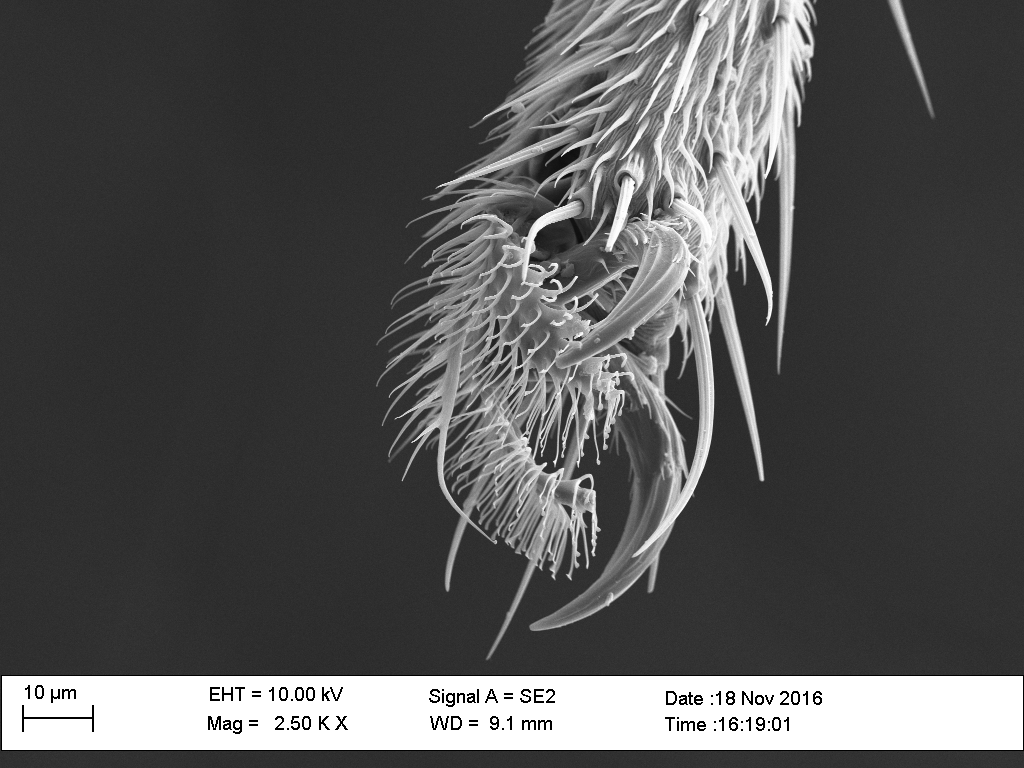 10 µm
EHT = 10.00 kV
Mag = 2.50 K X
Signal A = SE2
WD = 9.1 mm
Date :18 Nov 2016
Time :16:19:01